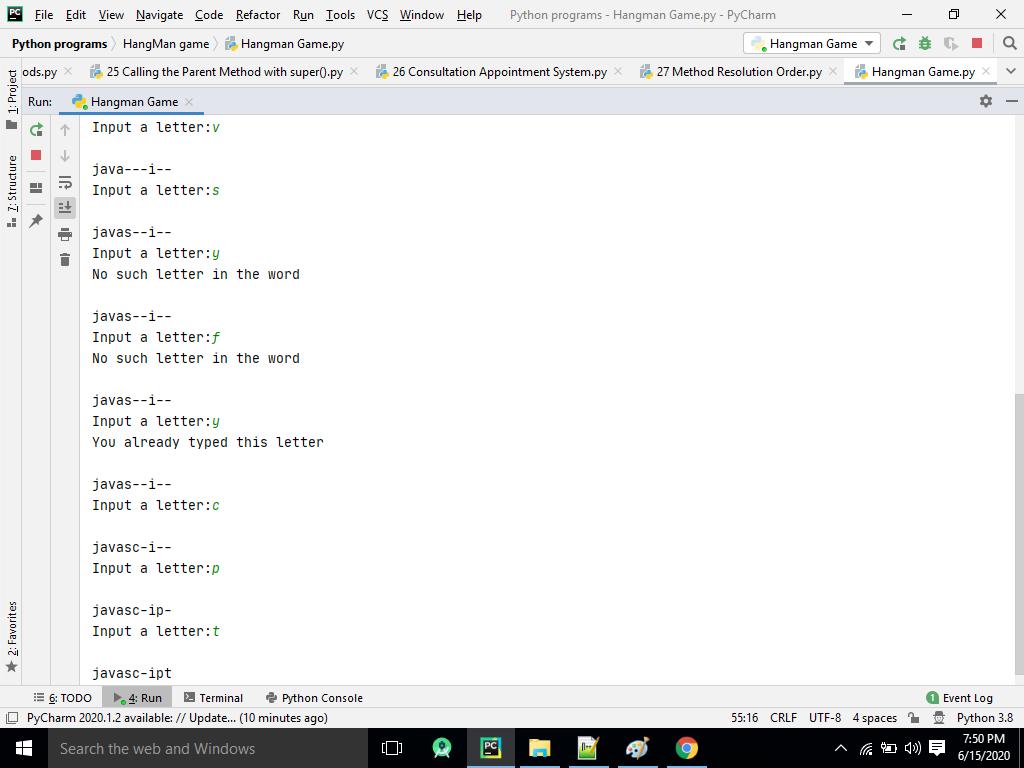 PC File Edit View Navigate Code Refactor Run Tools VCS Window Help Python programs - Hangman Game.py - PyCharm
Python programs HangMan game Hangman Game.py Hangman Game
ods.py 25 Calling the Parent Method with super().py 26 Consultation Appointment System.py 27 Method Resolution Order.py Hangman Game.py
1: Project
7: Structure
2: Favorites
Run: Hangman Game
Input a letter:v
java---i--
Input a letter:s
javas--i--
Input a letter:y
No such letter in the word
javas--i--
Input a letter:f
No such letter in the word
javas--i--
Input a letter:y
You already typed this letter
javas--i--
Input a letter:c
javasc-i--
Input a letter:p
javasc-ip-
Input a letter:t
javasc-ipt
6: TODO 4: Run Terminal Python Console 1 Event Log
PyCharm 2020.1.2 available: // Update... (10 minutes ago) 55:16 CRLF UTF-8 4 spaces Python 3.8
Search the web and Windows PC 7:50 PM
6/15/2020